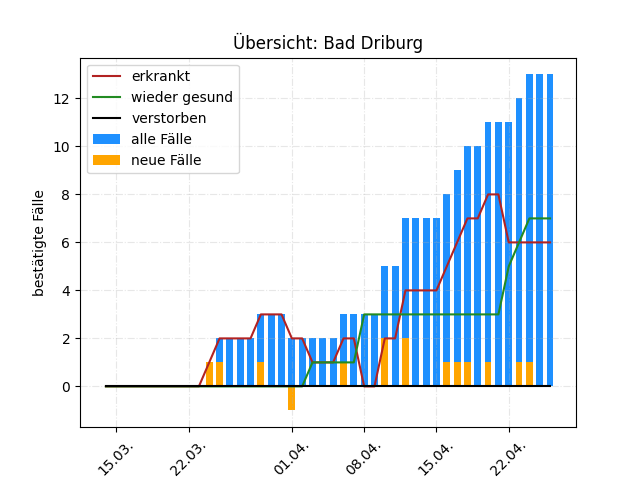 Übersicht: Bad Driburg
erkrankt
wieder gesund
verstorben
alle Fälle
neue Fälle
bestätigte Fälle
12
10
8
6
4
2
0
15.03.
22.03.
01.04.
08.04.
15.04.
22.04.